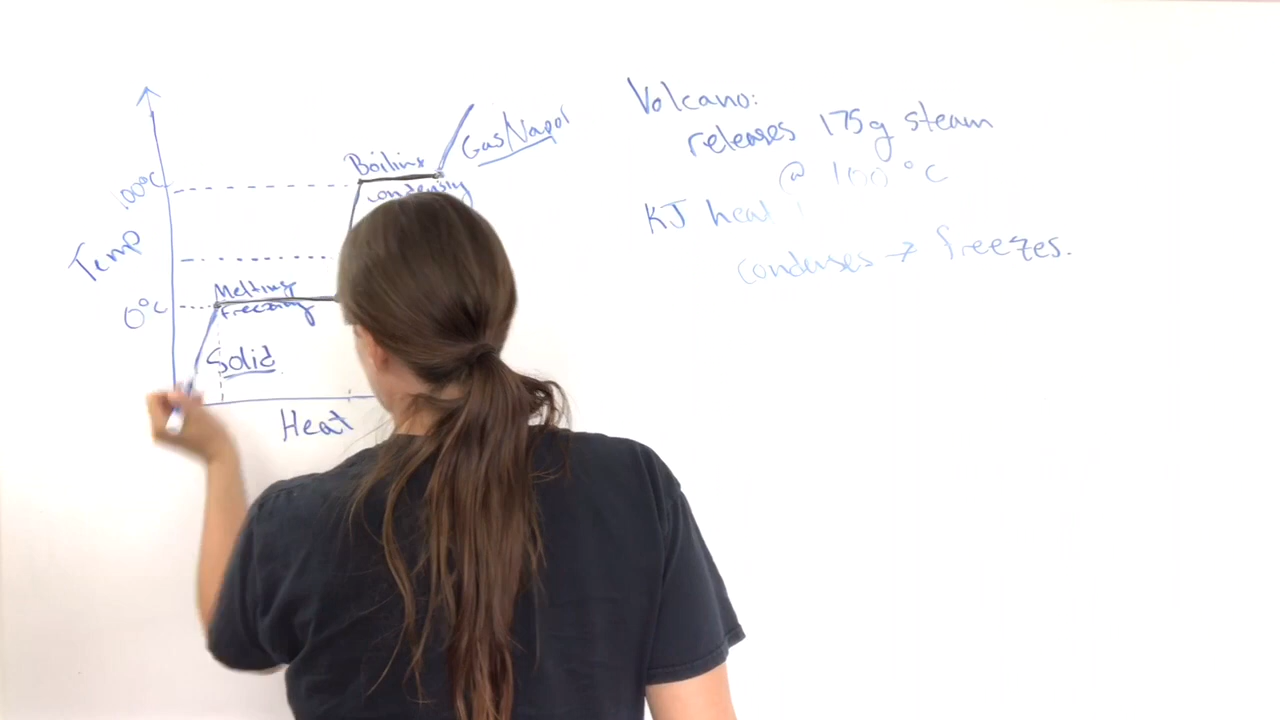 Volcano:
releases 175g steam
@ 100°C
KJ heat
condenses → freezes.
Gas/Vapor
Boiling
condensing
100°C
Temp
Melting
freezing
0°C
Solid
Heat